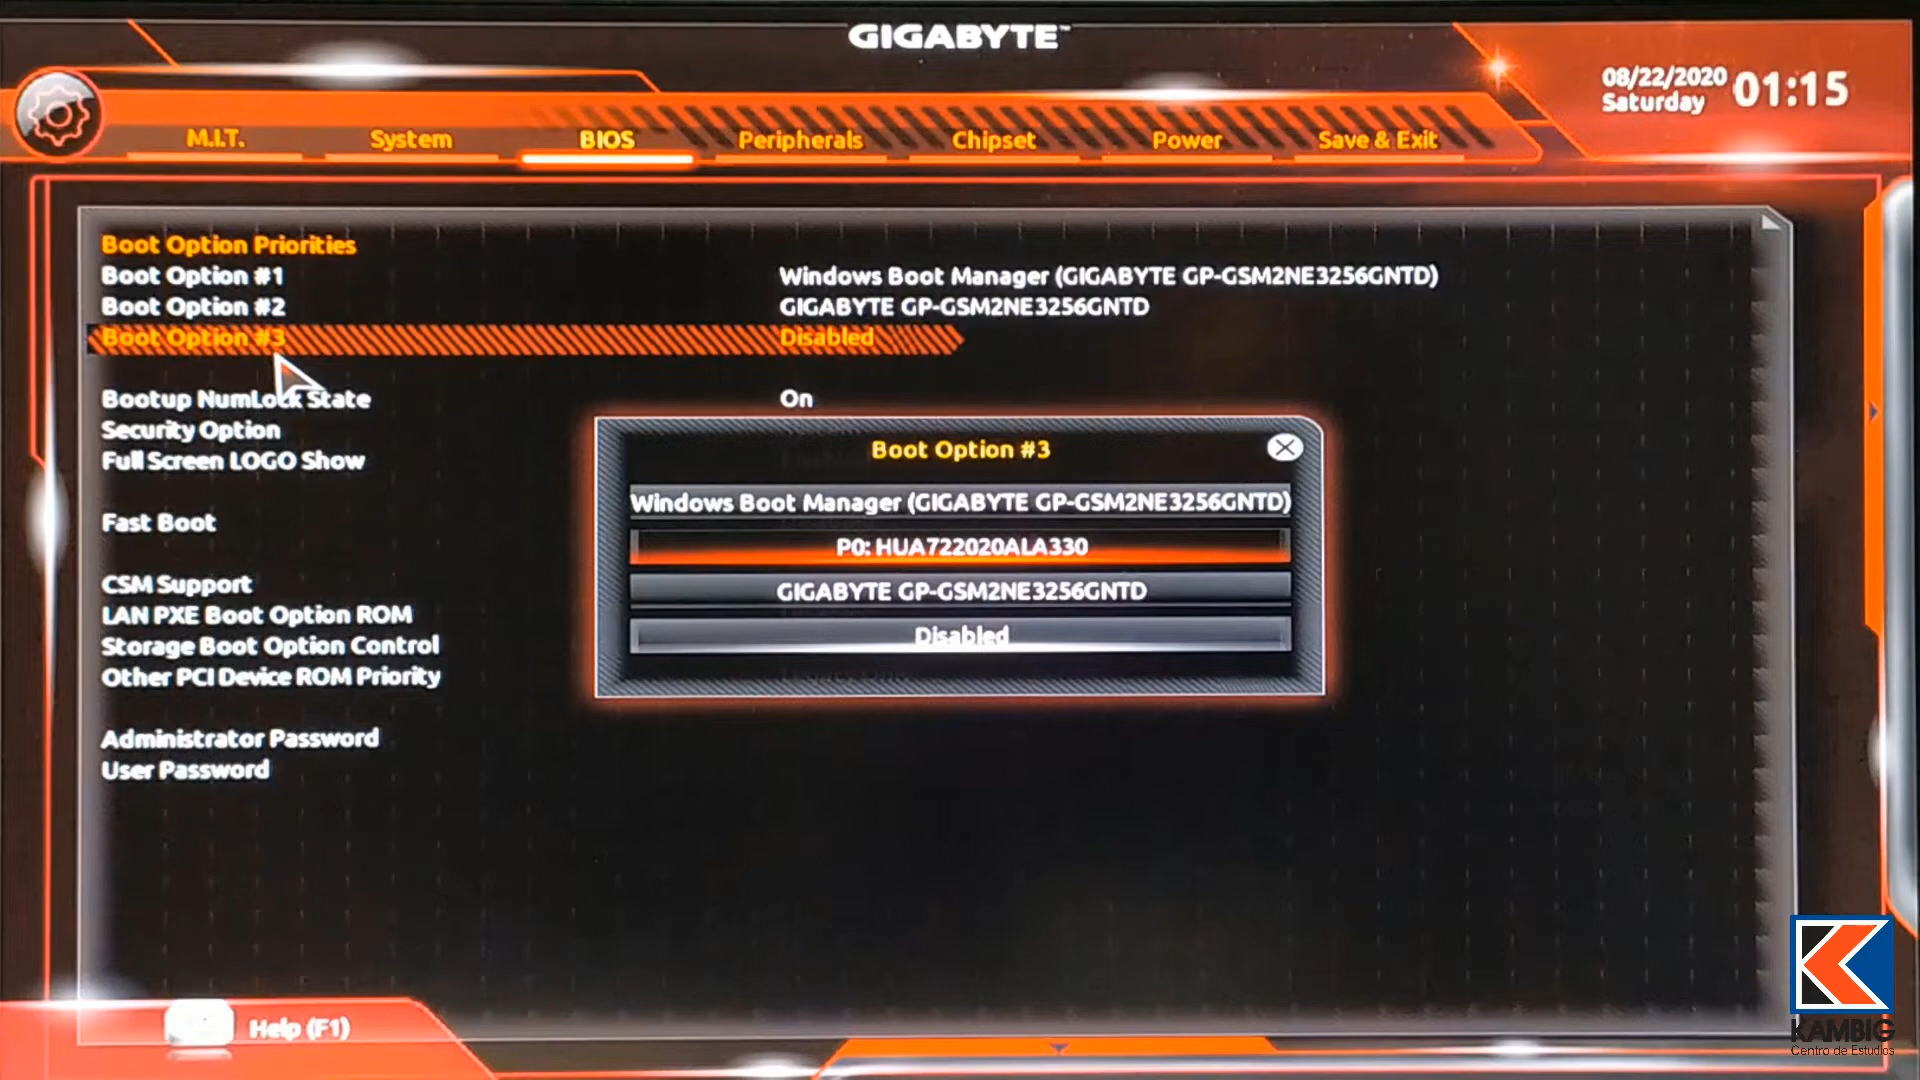 GIGABYTE™
08/22/2020
Saturday
01:15
M.I.T.
System
BIOS
Peripherals
Chipset
Power
Save & Exit
Boot Option Priorities
Boot Option #1 Windows Boot Manager (GIGABYTE GP-GSM2NE3256GNTD)
Boot Option #2 GIGABYTE GP-GSM2NE3256GNTD
Boot Option #3 Disabled
Bootup NumLock State On
Security Option
Full Screen LOGO Show
Fast Boot
CSM Support
LAN PXE Boot Option ROM
Storage Boot Option Control
Other PCI Device ROM Priority
Administrator Password
User Password
Boot Option #3
Windows Boot Manager (GIGABYTE GP-GSM2NE3256GNTD)
P0: HUA722020ALA330
GIGABYTE GP-GSM2NE3256GNTD
Disabled
Help (F1)
KAMBIG
Centro de Estudios